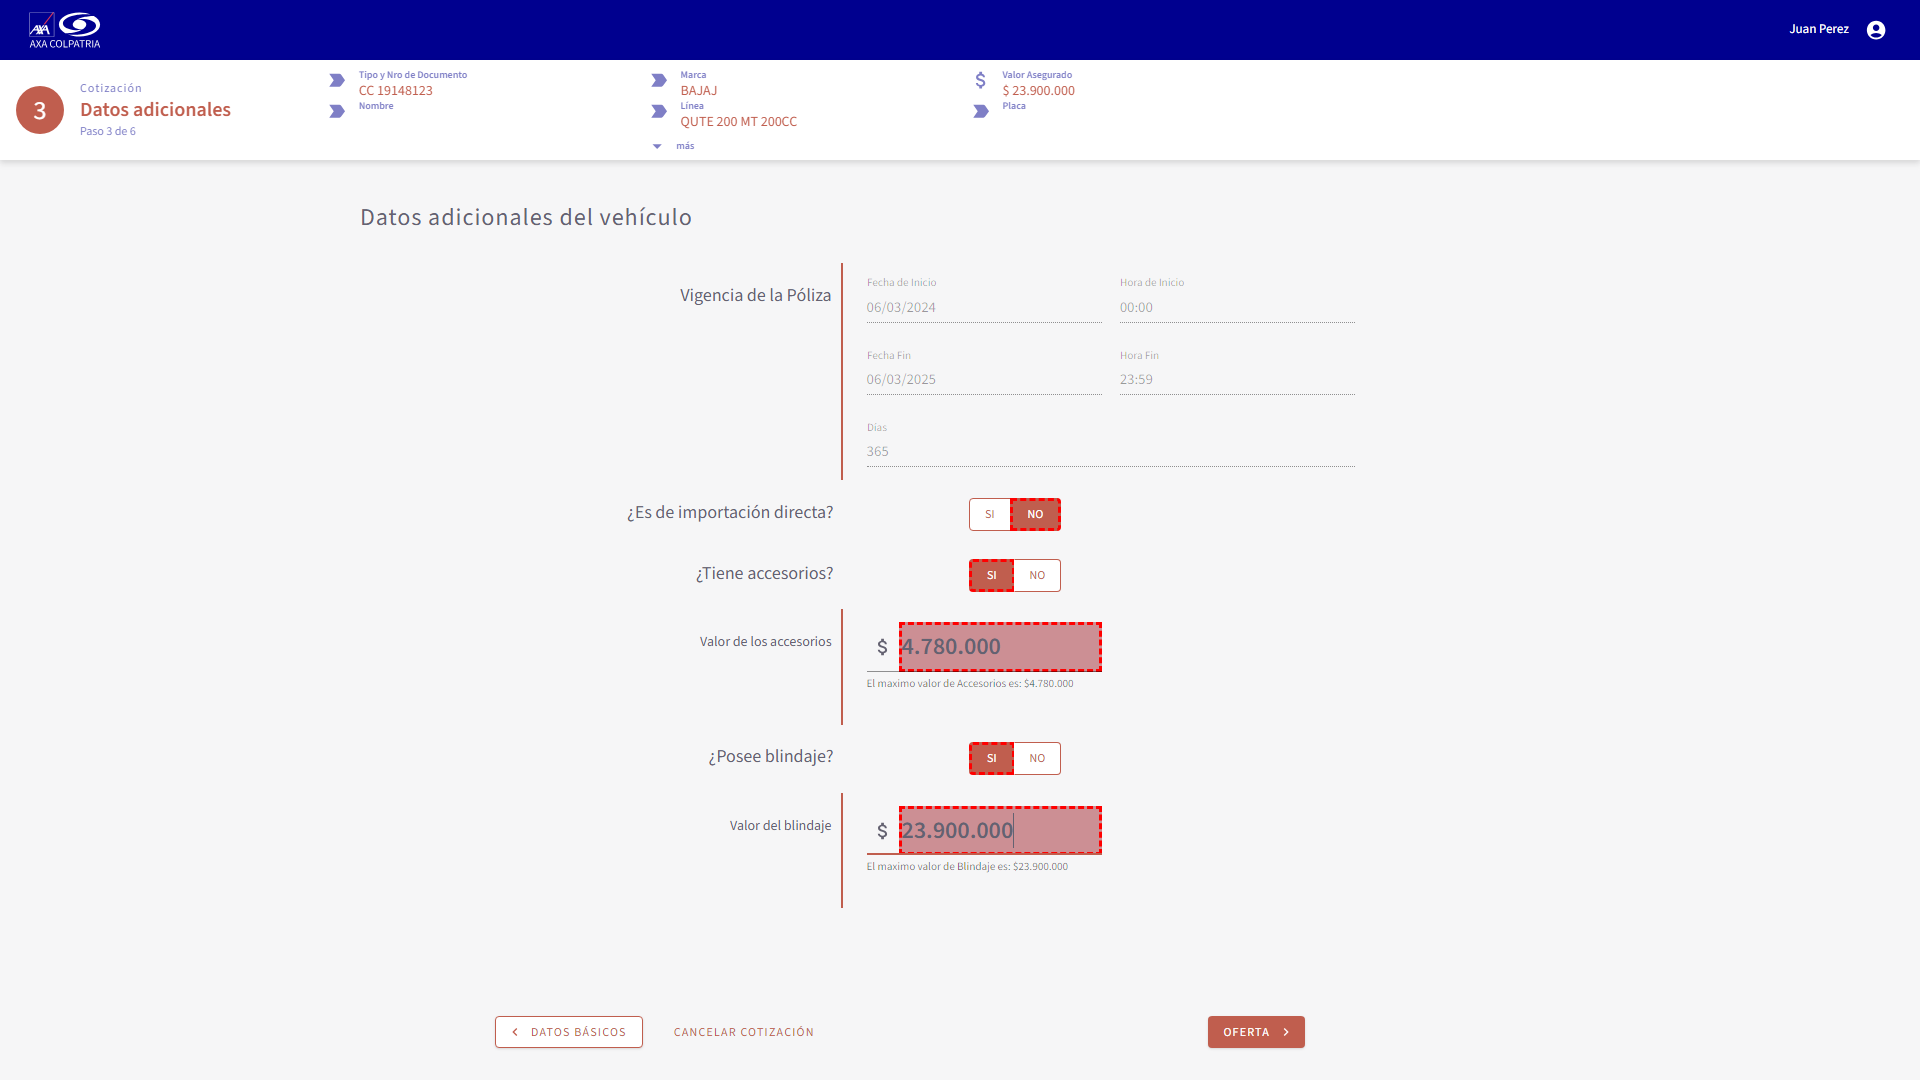 AXA
AXA COLPATRIA
Juan Perez
3
Cotización
Datos adicionales
Paso 3 de 6
Tipo y Nro de Documento
CC 19148123
Nombre
Marca
BAJAJ
Línea
QUTE 200 MT 200CC
más
$
Valor Asegurado
$ 23.900.000
Placa
Datos adicionales del vehículo
Vigencia de la Póliza
Fecha de Inicio
06/03/2024
Hora de Inicio
00:00
Fecha Fin
06/03/2025
Hora Fin
23:59
Días
365
¿Es de importación directa?
SI
NO
¿Tiene accesorios?
SI
NO
Valor de los accesorios
$ 4.780.000
El maximo valor de Accesorios es: $4.780.000
¿Posee blindaje?
SI
NO
Valor del blindaje
$ 23.900.000
El maximo valor de Blindaje es: $23.900.000
DATOS BÁSICOS
CANCELAR COTIZACIÓN
OFERTA